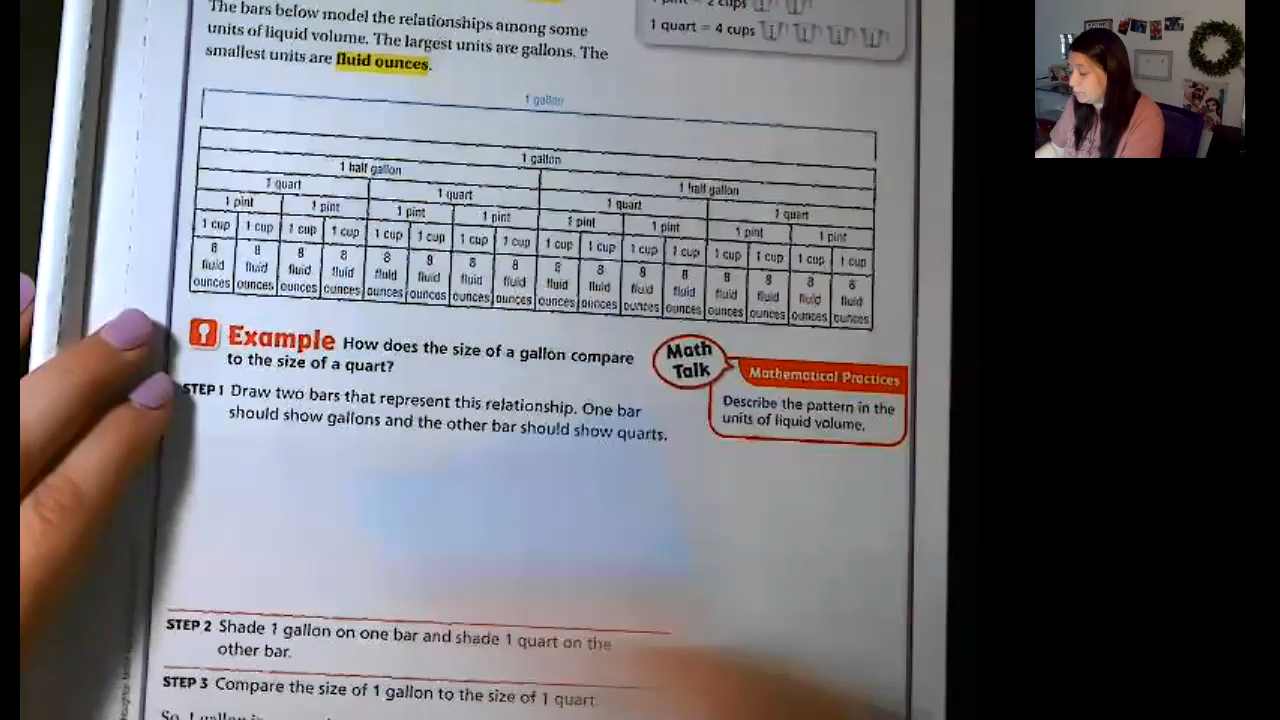 1 pint = 2 cups
1 quart = 4 cups
The bars below model the relationships among some
units of liquid volume. The largest units are gallons. The
smallest units are fluid ounces.
1 gallon
1 gallon
1 half gallon 1 half gallon
1 quart 1 quart 1 quart 1 quart
1 pint 1 pint 1 pint 1 pint 1 pint 1 pint 1 pint 1 pint
1 cup 1 cup 1 cup 1 cup 1 cup 1 cup 1 cup 1 cup 1 cup 1 cup 1 cup 1 cup 1 cup 1 cup 1 cup 1 cup
8 8 8 8 8 8 8 8 8 8 8 8 8 8 8 8
fluid fluid fluid fluid fluid fluid fluid fluid fluid fluid fluid fluid fluid fluid fluid fluid
ounces ounces ounces ounces ounces ounces ounces ounces ounces ounces ounces ounces ounces ounces ounces ounces
Example How does the size of a gallon compare
to the size of a quart?
Math
Talk
Mathematical Practices
Describe the pattern in the
units of liquid volume.
STEP 1 Draw two bars that represent this relationship. One bar
should show gallons and the other bar should show quarts.
STEP 2 Shade 1 gallon on one bar and shade 1 quart on the
other bar.
STEP 3 Compare the size of 1 gallon to the size of 1 quart.
So, 1 gallon is